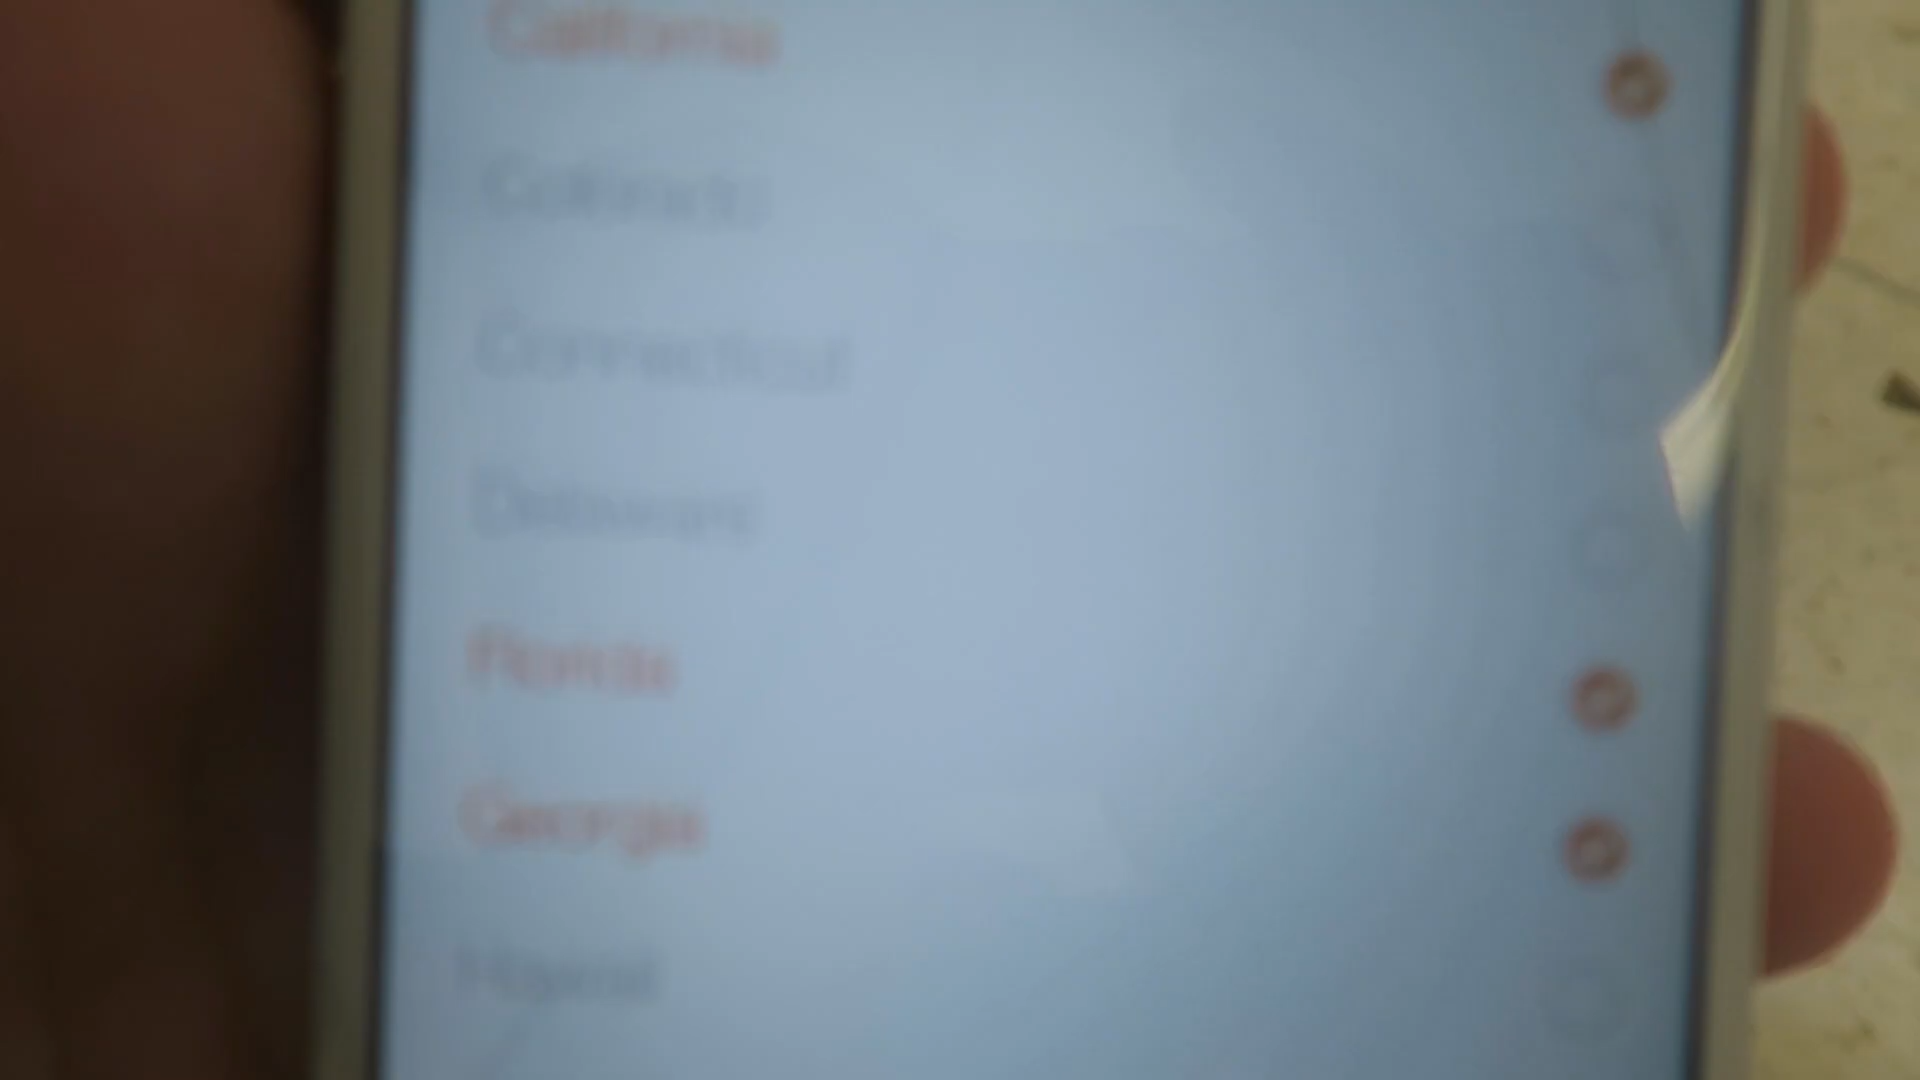 California
Colorado
Connecticut
Delaware
Florida
Georgia
Hawaii